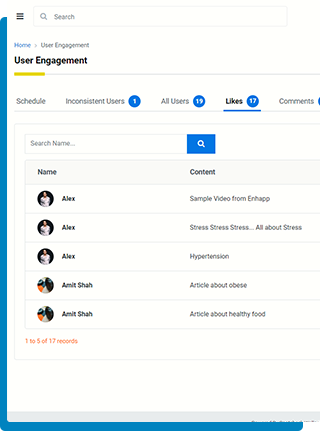 Search
Home › User Engagement
User Engagement
Schedule Inconsistent Users 1 All Users 19 Likes 17 Comments
Search Name...
Name Content
Alex Sample Video from Enhapp
Alex Stress Stress Stress... All about Stress
Alex Hypertension
Amit Shah Article about obese
Amit Shah Article about healthy food
1 to 5 of 17 records